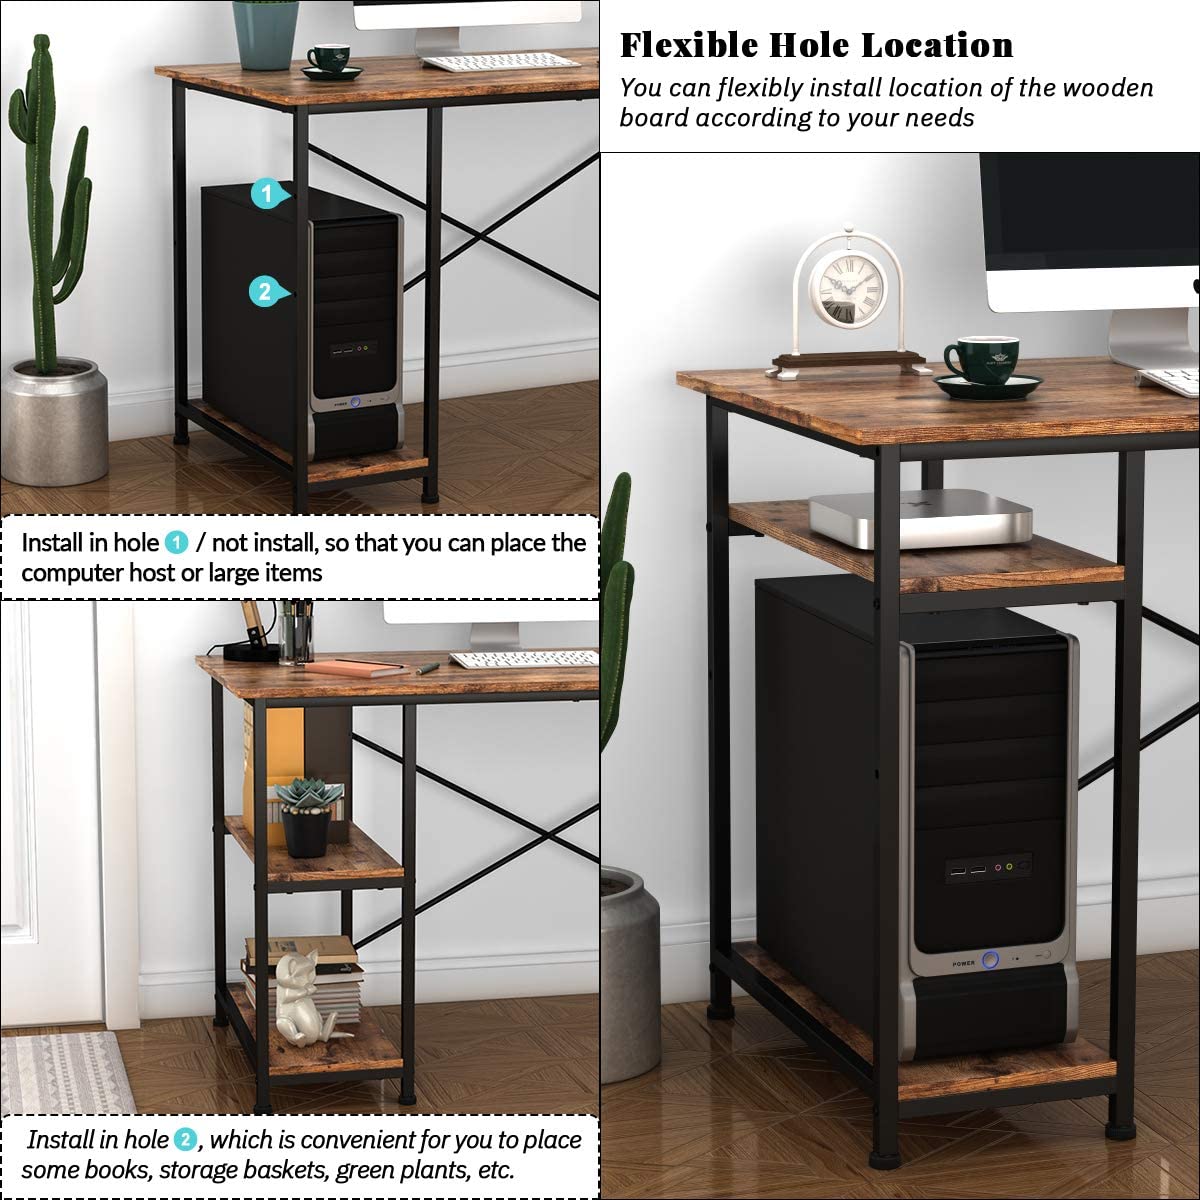 Flexible Hole Location
You can flexibly install location of the wooden
board according to your needs
1
2
POWER
Install in hole 1 / not install, so that you can place the
computer host or large items
POWER
Install in hole 2, which is convenient for you to place
some books, storage baskets, green plants, etc.